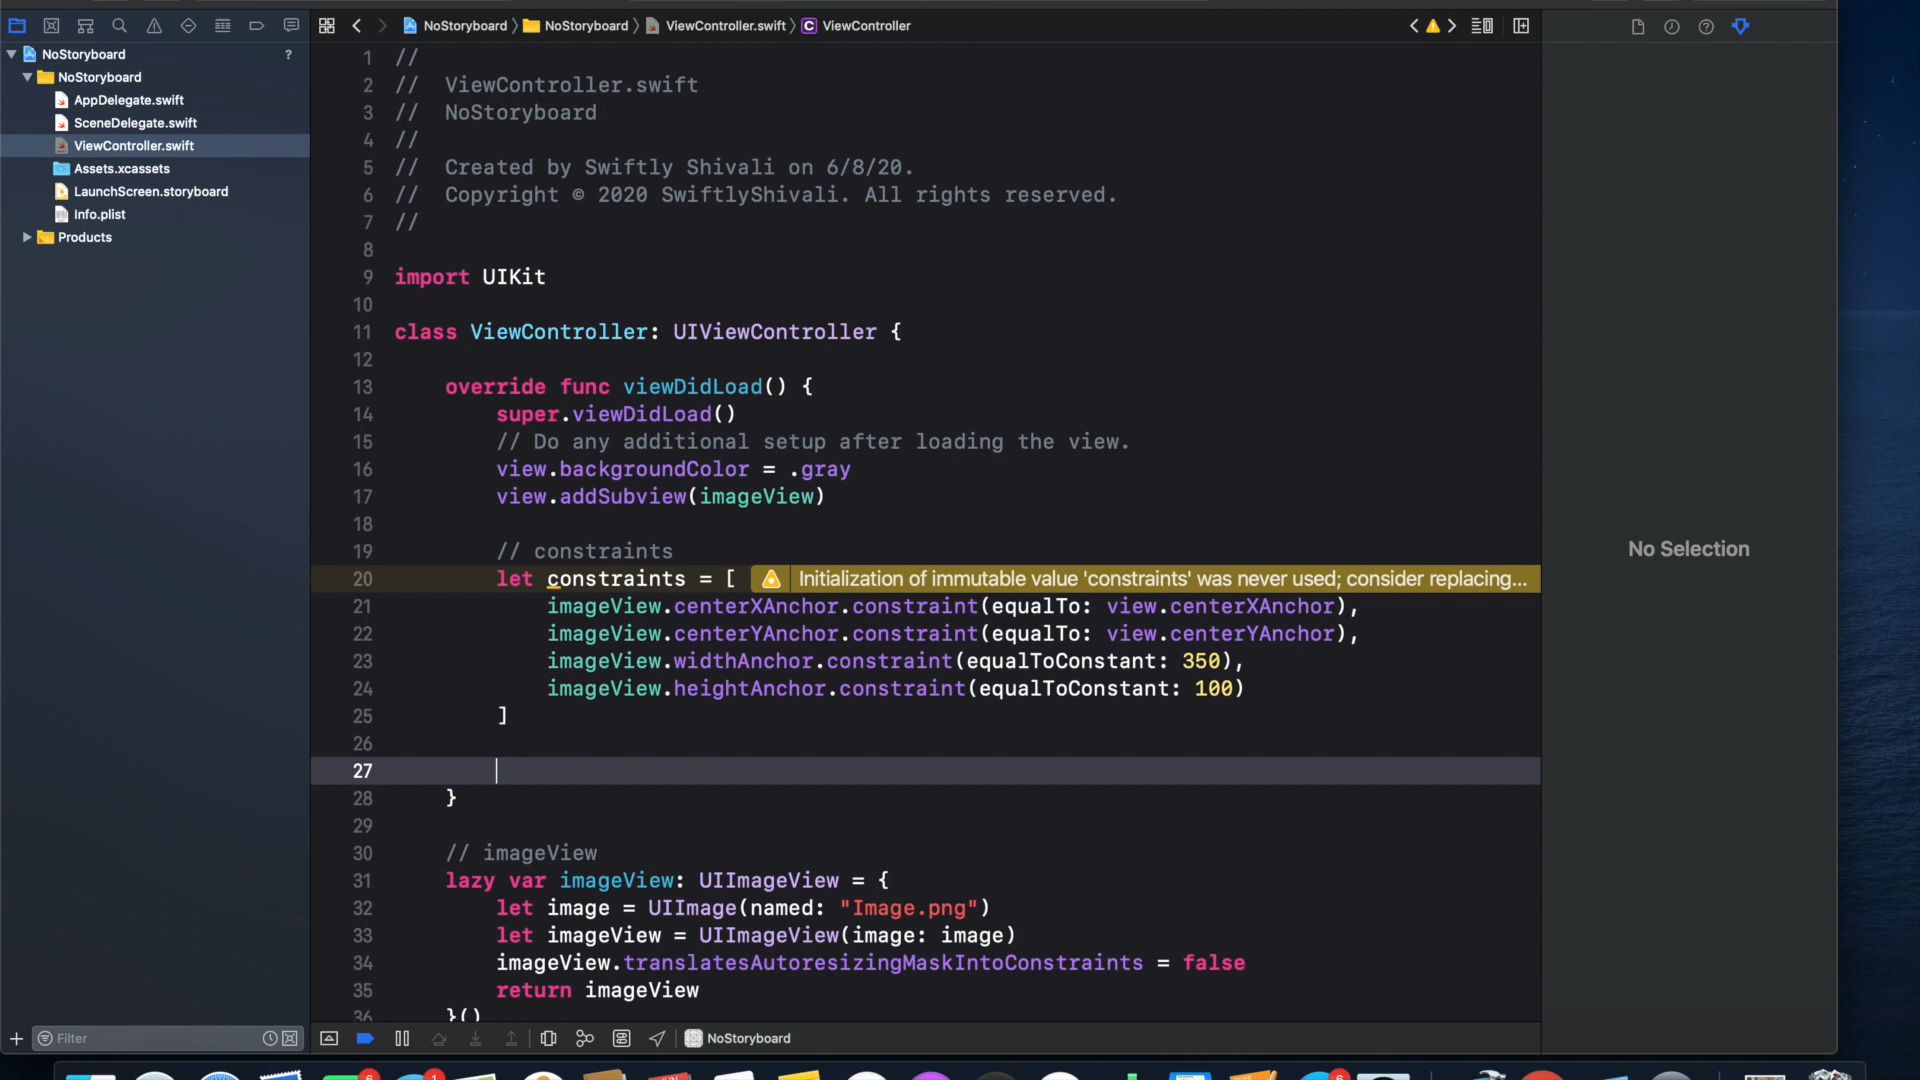 NoStoryboard
?
NoStoryboard
AppDelegate.swift
SceneDelegate.swift
ViewController.swift
Assets.xcassets
LaunchScreen.storyboard
Info.plist
Products
Filter
NoStoryboard
NoStoryboard
ViewController.swift
C
ViewController
1 //
2 //  ViewController.swift
3 //  NoStoryboard
4 //
5 //  Created by Swiftly Shivali on 6/8/20.
6 //  Copyright © 2020 SwiftlyShivali. All rights reserved.
7 //
8
9 import UIKit
10
11 class ViewController: UIViewController {
12
13     override func viewDidLoad() {
14         super.viewDidLoad()
15         // Do any additional setup after loading the view.
16         view.backgroundColor = .gray
17         view.addSubview(imageView)
18
19         // constraints
20         let constraints = [ Initialization of immutable value 'constraints' was never used; consider replacing...
21             imageView.centerXAnchor.constraint(equalTo: view.centerXAnchor),
22             imageView.centerYAnchor.constraint(equalTo: view.centerYAnchor),
23             imageView.widthAnchor.constraint(equalToConstant: 350),
24             imageView.heightAnchor.constraint(equalToConstant: 100)
25         ]
26
27
28     }
29
30     // imageView
31     lazy var imageView: UIImageView = {
32         let image = UIImage(named: "Image.png")
33         let imageView = UIImageView(image: image)
34         imageView.translatesAutoresizingMaskIntoConstraints = false
35         return imageView
36     }()
NoStoryboard
No Selection